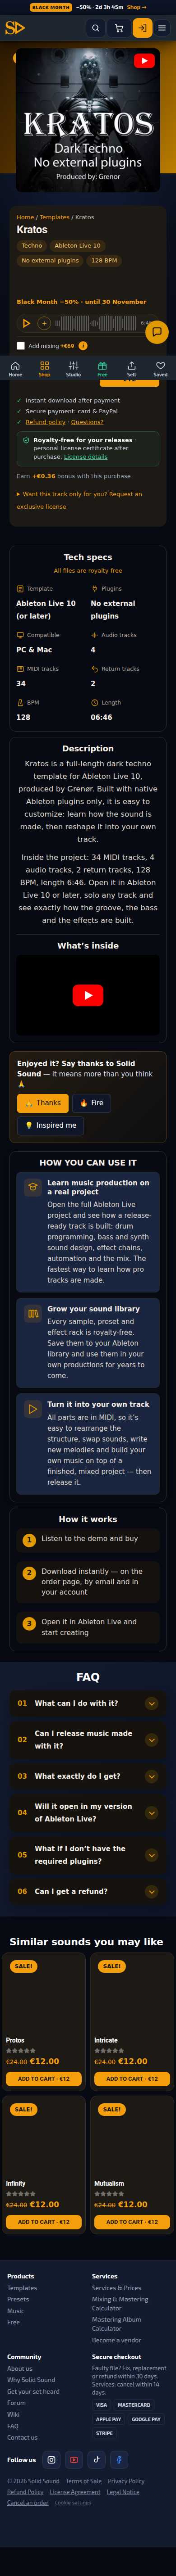 BLACK MONTH −50% · 2d 3h 45m Shop →
KRATOS
Dark Techno
No external plugins
Produced by: Grenor
Home / Templates / Kratos
Kratos
Techno Ableton Live 10
No external plugins 128 BPM
Black Month −50% · until 30 November
Add mixing +€69
Home Shop Studio Free Sell Saved
✓ Instant download after payment
✓ Secure payment: card & PayPal
✓ Refund policy · Questions?
Royalty-free for your releases ·
personal license certificate after
purchase. License details
Earn +€0.36 bonus with this purchase
▸ Want this track only for you? Request an
exclusive license
Tech specs
All files are royalty-free
Template
Ableton Live 10
(or later)
Plugins
No external
plugins
Compatible
PC & Mac
Audio tracks
4
MIDI tracks
34
Return tracks
2
BPM
128
Length
06:46
Description
Kratos is a full-length dark techno
template for Ableton Live 10,
produced by Grenør. Built with native
Ableton plugins only, it is easy to
customize: learn how the sound is
made, then reshape it into your own
track.
Inside the project: 34 MIDI tracks, 4
audio tracks, 2 return tracks, 128
BPM, length 6:46. Open it in Ableton
Live 10 or later, solo any track and
see exactly how the groove, the bass
and the effects are built.
What’s inside
Enjoyed it? Say thanks to Solid
Sound — it means more than you think
🙏
👏 Thanks 🔥 Fire
💡 Inspired me
HOW YOU CAN USE IT
Learn music production on
a real project
Open the full Ableton Live
project and see how a release-
ready track is built: drum
programming, bass and synth
sound design, effect chains,
automation and the mix. The
fastest way to learn how pro
tracks are made.
Grow your sound library
Every sample, preset and
effect rack is royalty-free.
Save them to your Ableton
library and use them in your
own productions for years to
come.
Turn it into your own track
All parts are in MIDI, so it’s
easy to rearrange the
structure, swap sounds, write
new melodies and build your
own music on top of a
finished, mixed project — then
release it.
How it works
1 Listen to the demo and buy
2 Download instantly — on the
order page, by email and in
your account
3 Open it in Ableton Live and
start creating
FAQ
01 What can I do with it?
02 Can I release music made
with it?
03 What exactly do I get?
04 Will it open in my version
of Ableton Live?
05 What if I don’t have the
required plugins?
06 Can I get a refund?
Similar sounds you may like
SALE! SALE!
Protos Intricate
€24.00 €12.00 €24.00 €12.00
ADD TO CART · €12 ADD TO CART · €12
SALE! SALE!
Infinity Mutualism
€24.00 €12.00 €24.00 €12.00
ADD TO CART · €12 ADD TO CART · €12
Products
Templates
Presets
Music
Free
Services
Services & Prices
Mixing & Mastering
Calculator
Mastering Album
Calculator
Become a vendor
Community
About us
Why Solid Sound
Get your set heard
Forum
Wiki
FAQ
Contact us
Secure checkout
Faulty file? Fix, replacement
or refund within 30 days.
Services: cancel within 14
days.
VISA MASTERCARD
APPLE PAY GOOGLE PAY
STRIPE
Follow us
© 2026 Solid Sound Terms of Sale Privacy Policy
Refund Policy License Agreement Legal Notice
Cancel an order Cookie settings